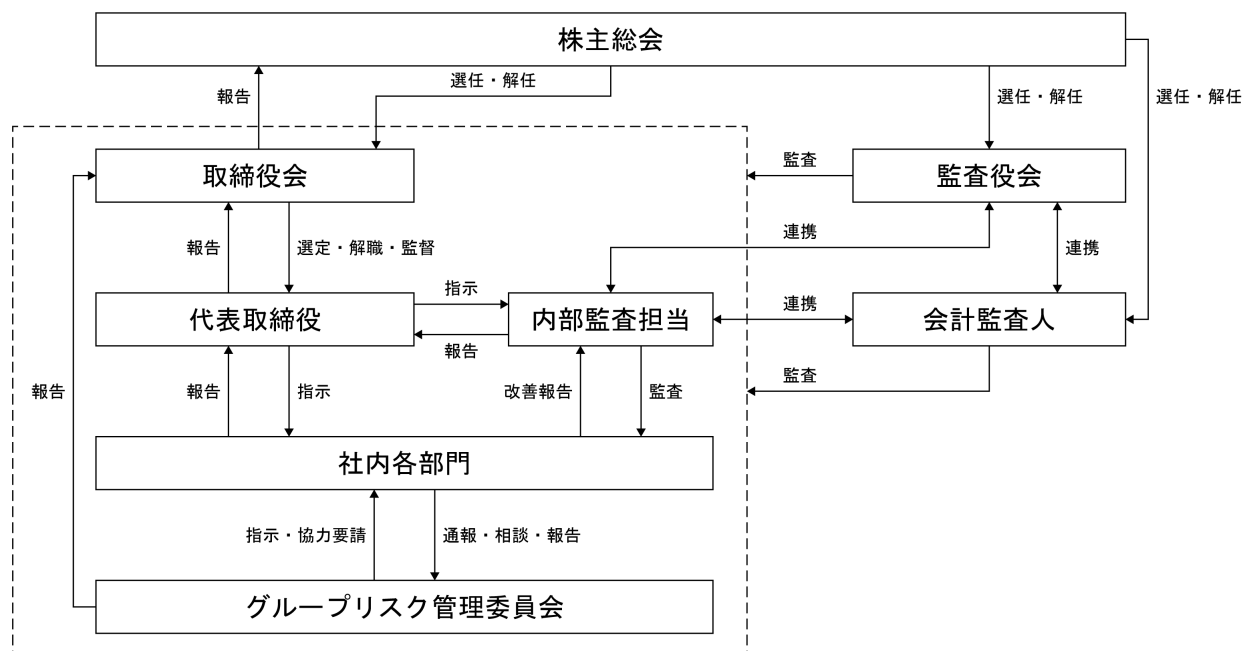 株主総会
報告
選任・解任
選任・解任
選任・解任
取締役会
監査
監査役会
報告
選定・解職・監督
連携
連携
代表取締役
指示
報告
内部監査担当
連携
会計監査人
報告
報告
指示
改善報告
監査
監査
社内各部門
指示・協力要請
通報・相談・報告
グループリスク管理委員会